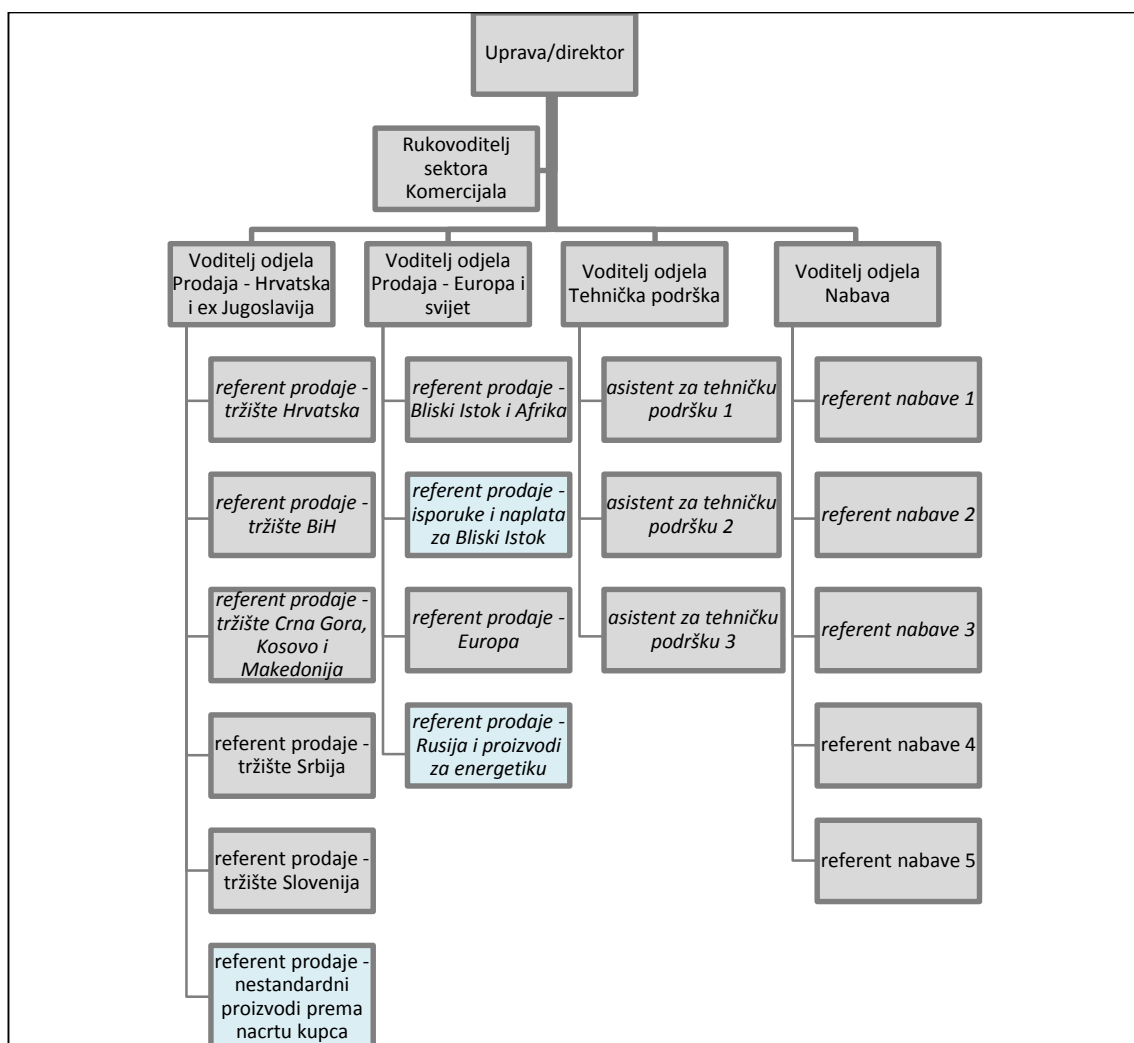 Uprava/direktor
Rukovoditelj
sektora
Komercijala
Voditelj odjela
Prodaja - Hrvatska
i ex Jugoslavija
Voditelj odjela
Prodaja - Europa i
svijet
Voditelj odjela
Tehnička podrška
Voditelj odjela
Nabava
referent prodaje -
tržište Hrvatska
referent prodaje -
tržište BiH
referent prodaje -
tržište Crna Gora,
Kosovo i
Makedonija
referent prodaje -
tržište Srbija
referent prodaje -
tržište Slovenija
referent prodaje -
nestandardni
proizvodi prema
nacrtu kupca
referent prodaje -
Bliski Istok i Afrika
referent prodaje -
isporuke i naplata
za Bliski Istok
referent prodaje -
Europa
referent prodaje -
Rusija i proizvodi
za energetiku
asistent za tehničku
podršku 1
asistent za tehničku
podršku 2
asistent za tehničku
podršku 3
referent nabave 1
referent nabave 2
referent nabave 3
referent nabave 4
referent nabave 5